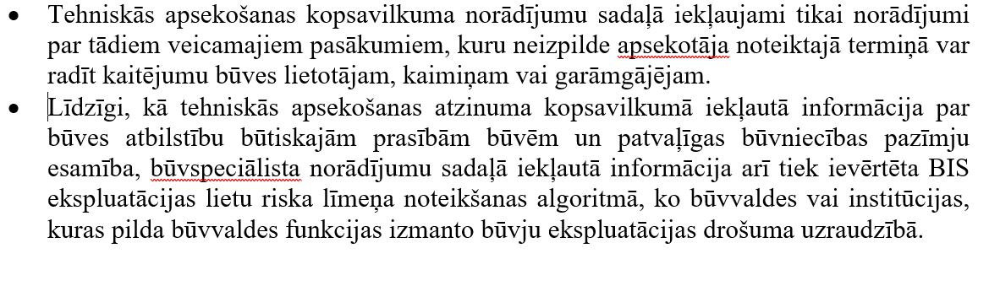 • Tehniskās apsekošanas kopsavilkuma norādījumu sadaļā iekļaujami tikai norādījumi
par tādiem veicamajiem pasākumiem, kuru neizpilde apsekotāja noteiktajā termiņā var
radīt kaitējumu būves lietotājam, kaimiņam vai garāmgājējam.
• Līdzīgi, kā tehniskās apsekošanas atzinuma kopsavilkumā iekļautā informācija par
būves atbilstību būtiskajām prasībām būvēm un patvaļīgas būvniecības pazīmju
esamība, būvspeciālista norādījumu sadaļā iekļautā informācija arī tiek ievērtēta BIS
ekspluatācijas lietu riska līmeņa noteikšanas algoritmā, ko būvvaldes vai institūcijas,
kuras pilda būvvaldes funkcijas izmanto būvju ekspluatācijas drošuma uzraudzībā.